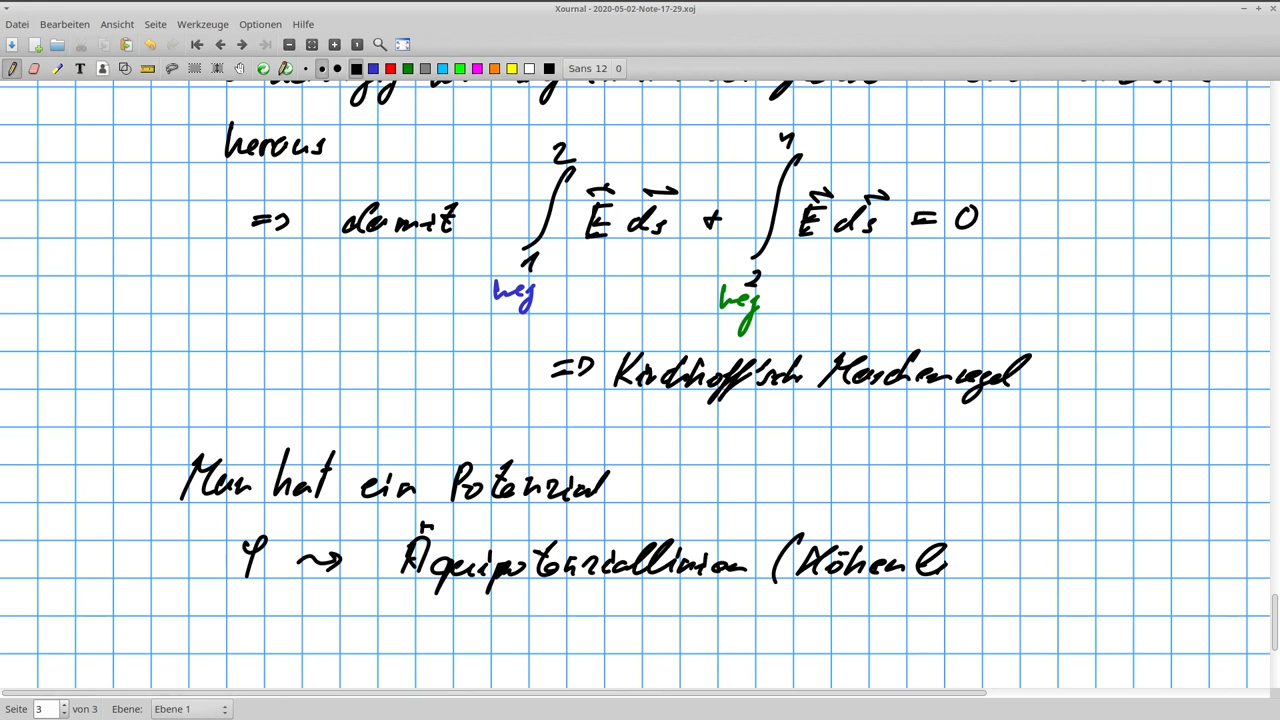 Xournal - 2020-05-02-Note-17-29.xoj
Datei Bearbeiten Ansicht Seite Werkzeuge Optionen Hilfe
Sans 12 0
heraus
=> damit ∫₁² E⃗ ds⃗ + ∫₂¹ E⃗ ds⃗ = 0
Weg Weg
=> Kirchhoff'sch Maschenregel
Man hat ein Potenzial
φ ⇝ Äquipotenziallinien (Höhenl
Seite 3 von 3 Ebene: Ebene 1